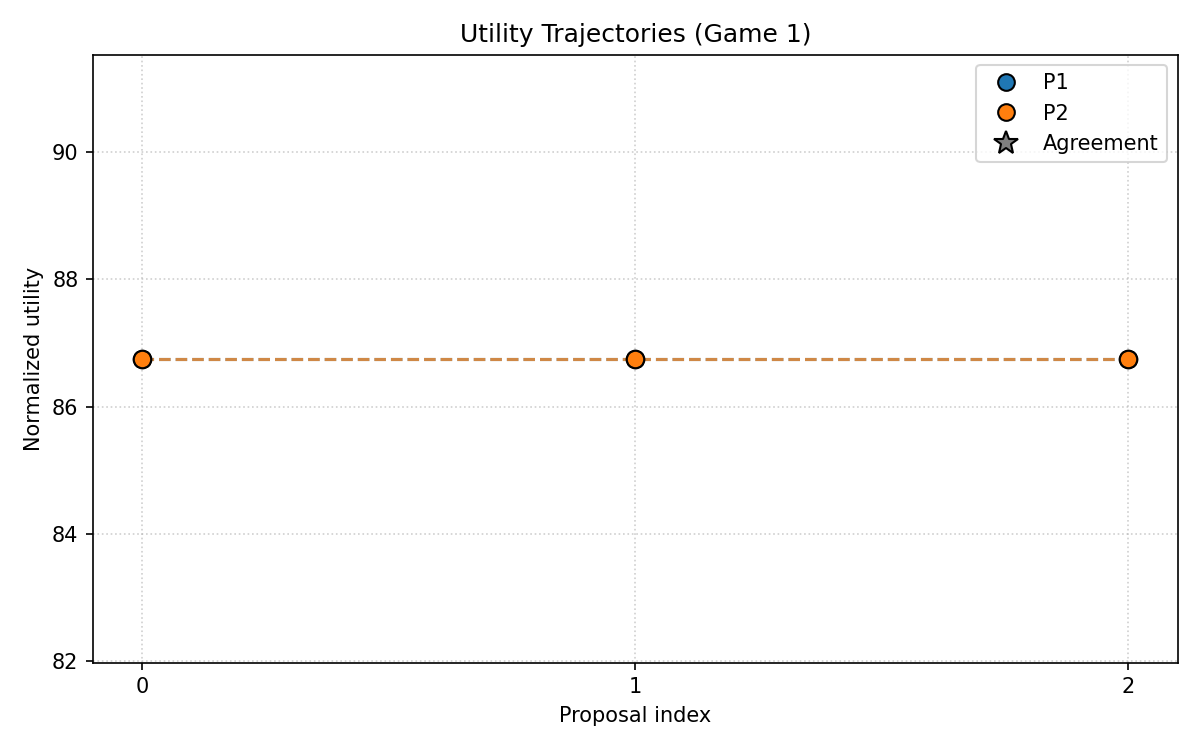 Utility Trajectories (Game 1)
P1
P2
Agreement
Normalized utility
90
88
86
84
82
0
1
2
Proposal index